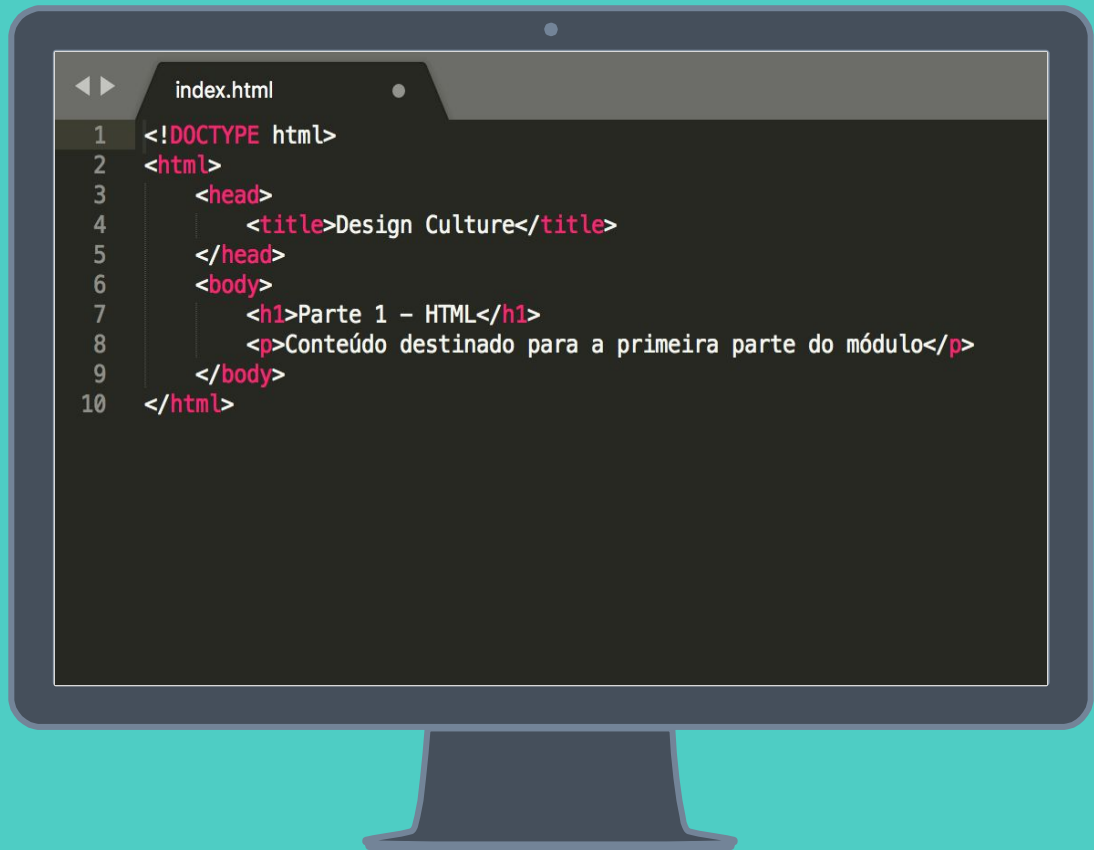 index.html
1 <!DOCTYPE html>
2 <html>
3 <head>
4 <title>Design Culture</title>
5 </head>
6 <body>
7 <h1>Parte 1 – HTML</h1>
8 <p>Conteúdo destinado para a primeira parte do módulo</p>
9 </body>
10 </html>